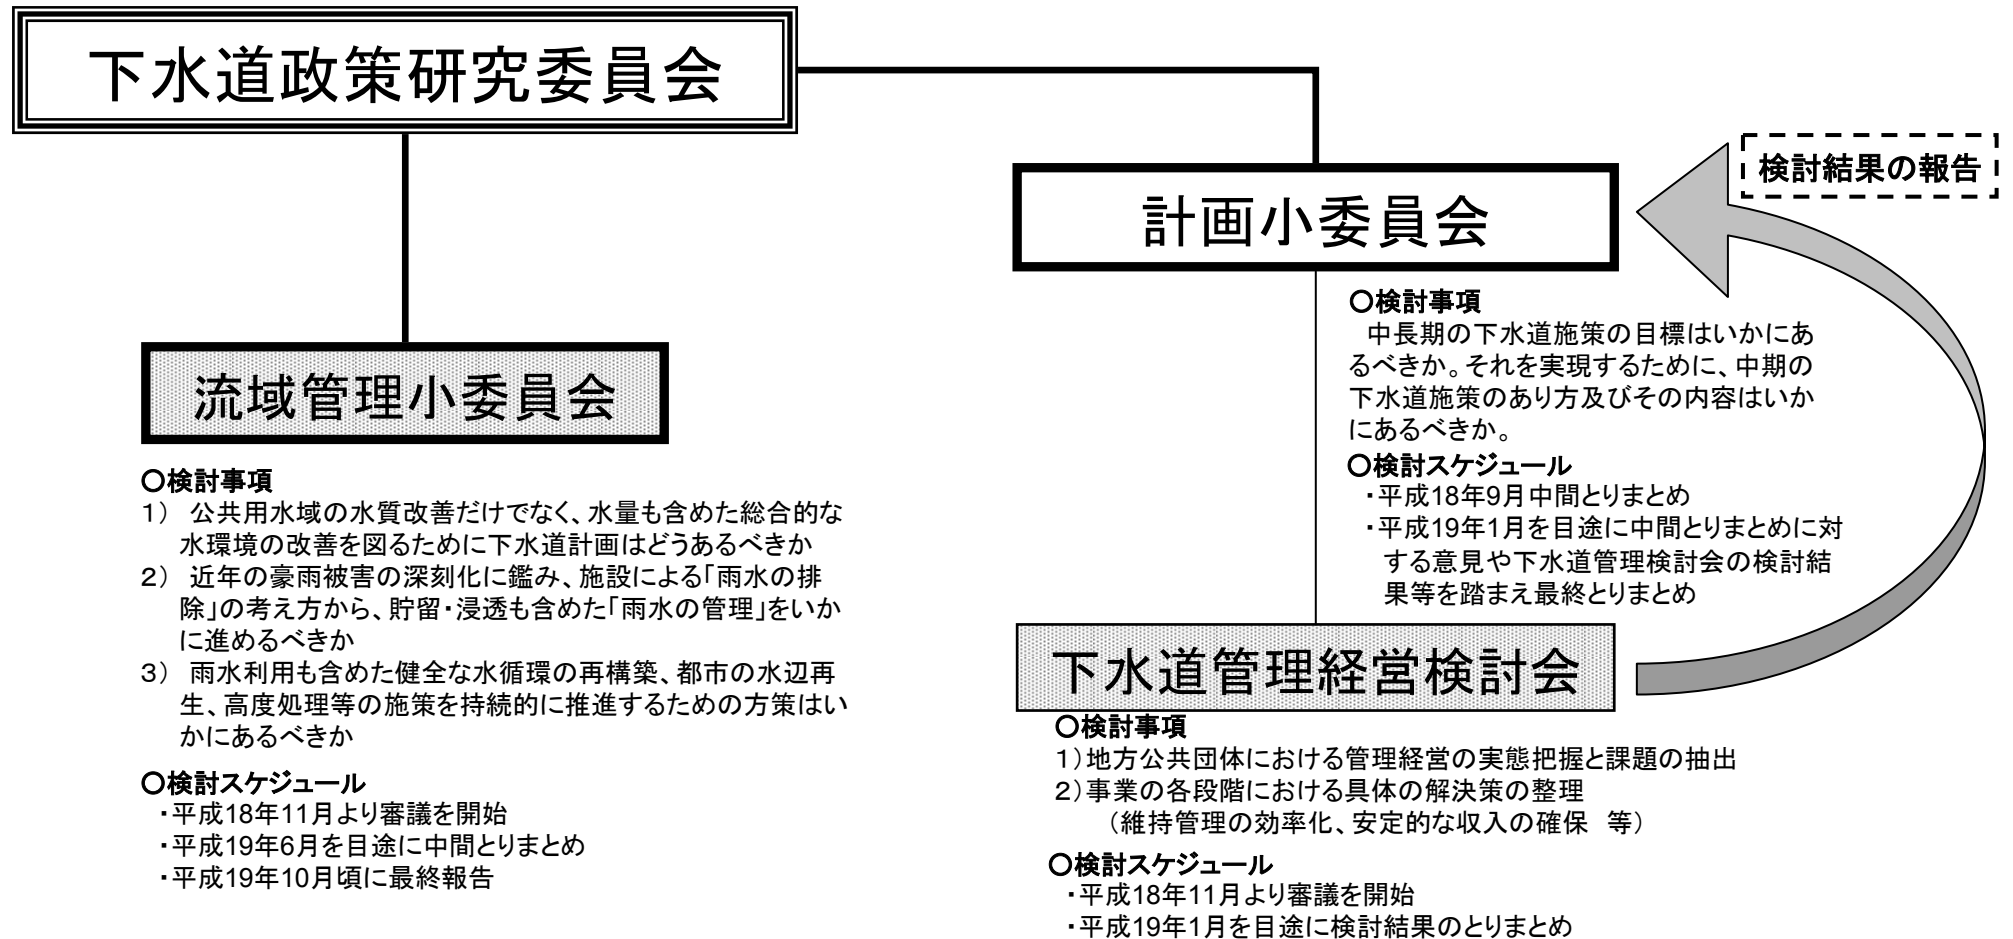 下水道政策研究委員会
検討結果の報告
計画小委員会
○検討事項
中長期の下水道施策の目標はいかにあ
るべきか。それを実現するために、中期の
下水道施策のあり方及びその内容はいか
にあるべきか。
○検討スケジュール
・平成18年9月中間とりまとめ
・平成19年1月を目途に中間とりまとめに対
する意見や下水道管理検討会の検討結
果等を踏まえ最終とりまとめ
流域管理小委員会
○検討事項
1） 公共用水域の水質改善だけでなく、水量も含めた総合的な
水環境の改善を図るために下水道計画はどうあるべきか
2） 近年の豪雨被害の深刻化に鑑み、施設による「雨水の排
除」の考え方から、貯留・浸透も含めた「雨水の管理」をいか
に進めるべきか
3） 雨水利用も含めた健全な水循環の再構築、都市の水辺再
生、高度処理等の施策を持続的に推進するための方策はい
かにあるべきか
○検討スケジュール
・平成18年11月より審議を開始
・平成19年6月を目途に中間とりまとめ
・平成19年10月頃に最終報告
下水道管理経営検討会
○検討事項
1）地方公共団体における管理経営の実態把握と課題の抽出
2）事業の各段階における具体の解決策の整理
（維持管理の効率化、安定的な収入の確保　等）
○検討スケジュール
・平成18年11月より審議を開始
・平成19年1月を目途に検討結果のとりまとめ